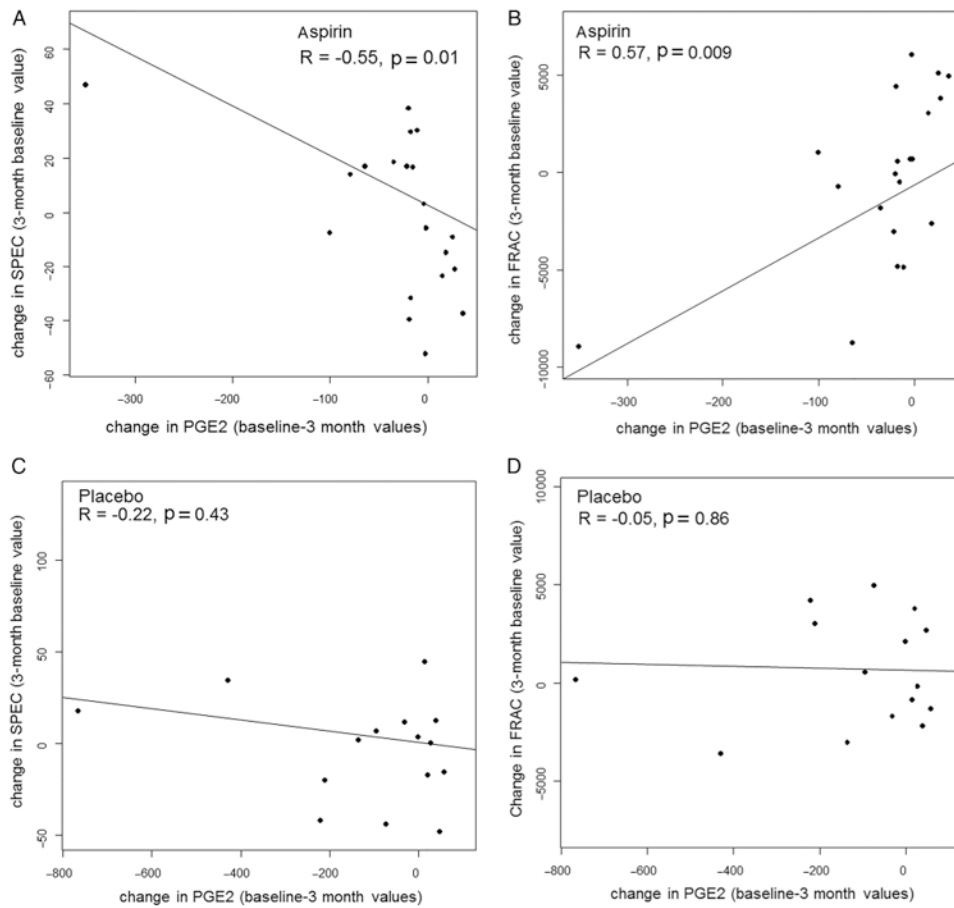 A
Aspirin
R = -0.55, p = 0.01
change in SPEC (3-month baseline value)
60
40
20
0
−20
−40
−60
−300
−200
−100
0
change in PGE2 (baseline-3 month values)
B
Aspirin
R = 0.57, p = 0.009
change in FRAC (3-month baseline value)
5000
0
−5000
−10000
−300
−200
−100
0
change in PGE2 (baseline-3 month values)
C
Placebo
R = -0.22, p = 0.43
change in SPEC (3-month baseline value)
100
50
0
−50
−800
−600
−400
−200
0
change in PGE2 (baseline-3 month values)
D
Placebo
R = -0.05, p = 0.86
Change in FRAC (3-month baseline value)
10000
5000
0
−5000
−800
−600
−400
−200
0
change in PGE2 (baseline-3 month values)